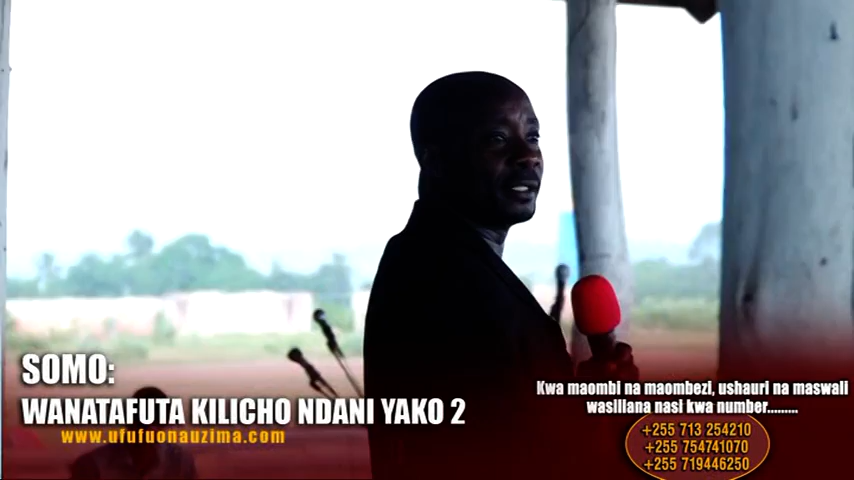 SOMO:
WANATAFUTA KILICHO NDANI YAKO 2
www.ufufuonauzima.com
Kwa maombi na maombezi, ushauri na maswali
wasiliana nasi kwa number.........
+255 713 254210
+255 754741070
+255 719446250